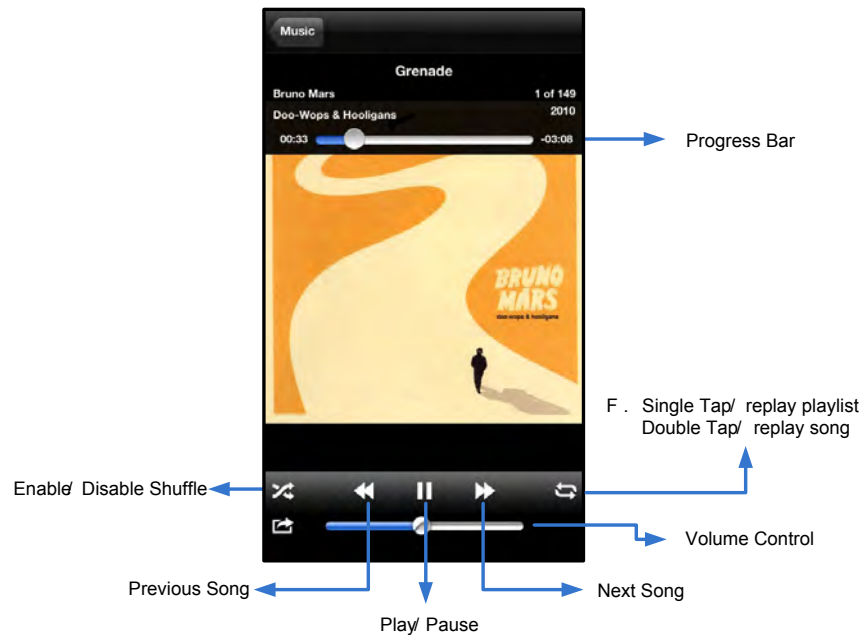 Music
Grenade
Bruno Mars
1 of 149
Doo-Wops & Hooligans
2010
00:33
-03:08
Progress Bar
BRUNO
MARS
doo-wops & hooligans
F . Single Tap/ replay playlist
Double Tap/ replay song
Enable/ Disable Shuffle
Volume Control
Previous Song
Next Song
Play/ Pause